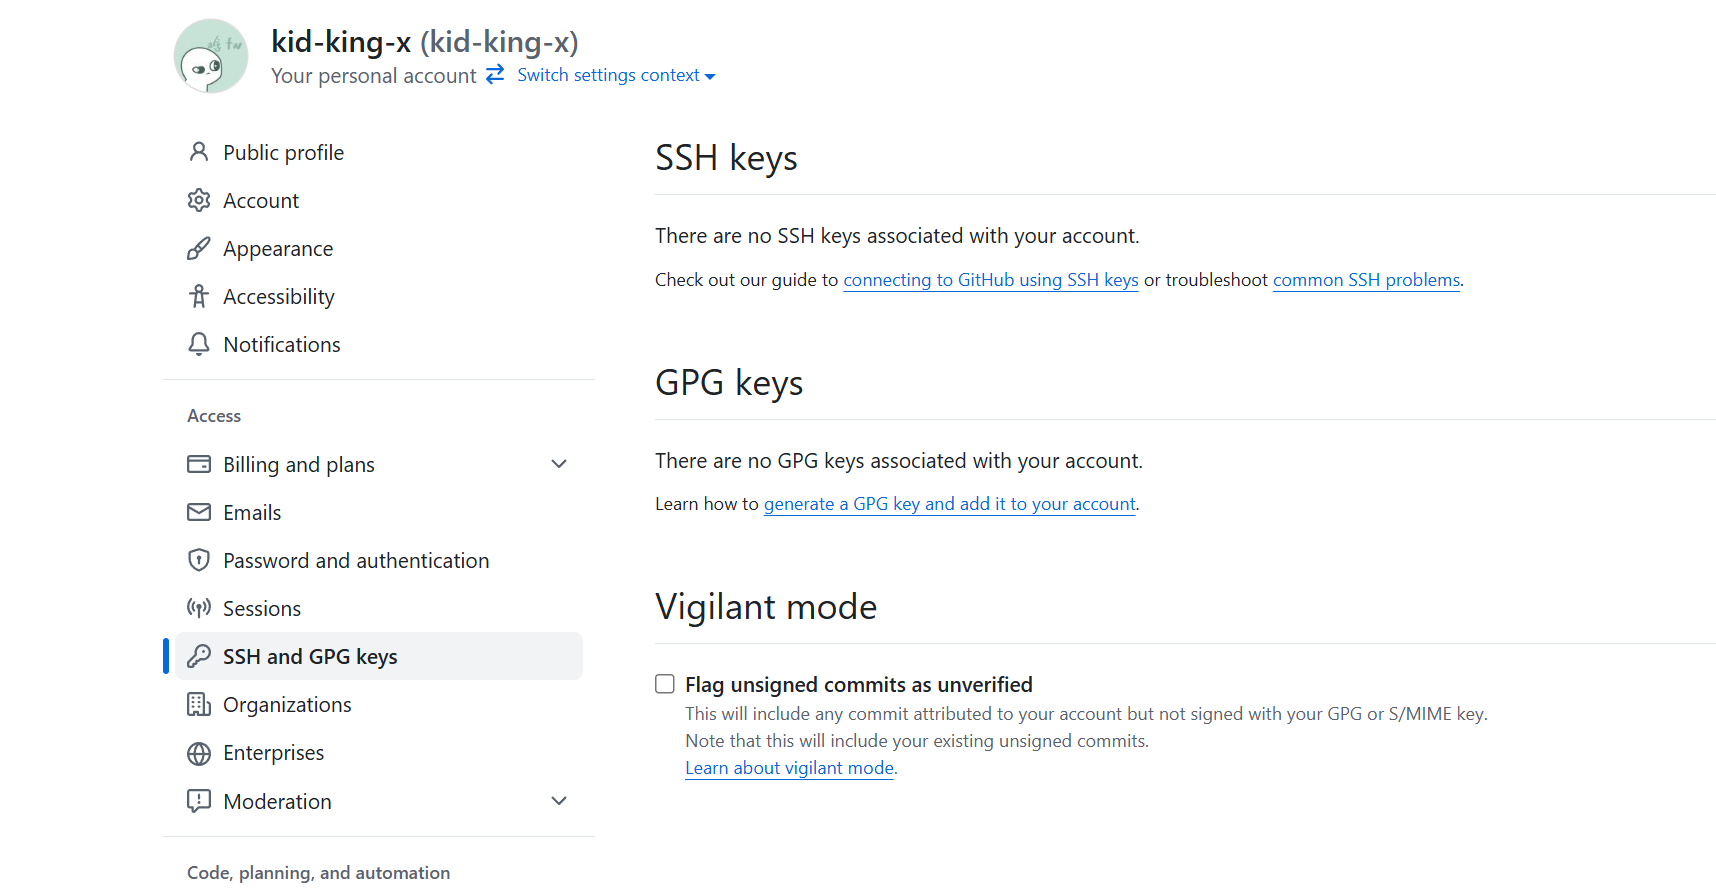 kid-king-x (kid-king-x)
Your personal account Switch settings context
Public profile
Account
Appearance
Accessibility
Notifications
Access
Billing and plans
Emails
Password and authentication
Sessions
SSH and GPG keys
Organizations
Enterprises
Moderation
Code, planning, and automation
SSH keys
There are no SSH keys associated with your account.
Check out our guide to connecting to GitHub using SSH keys or troubleshoot common SSH problems.
GPG keys
There are no GPG keys associated with your account.
Learn how to generate a GPG key and add it to your account.
Vigilant mode
Flag unsigned commits as unverified
This will include any commit attributed to your account but not signed with your GPG or S/MIME key.
Note that this will include your existing unsigned commits.
Learn about vigilant mode.